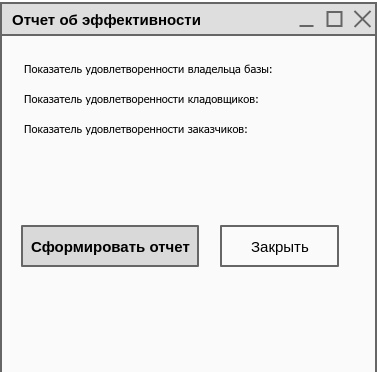 Отчет об эффективности
Показатель удовлетворенности владельца базы:
Показатель удовлетворенности кладовщиков:
Показатель удовлетворенности заказчиков:
Сформировать отчет
Закрыть